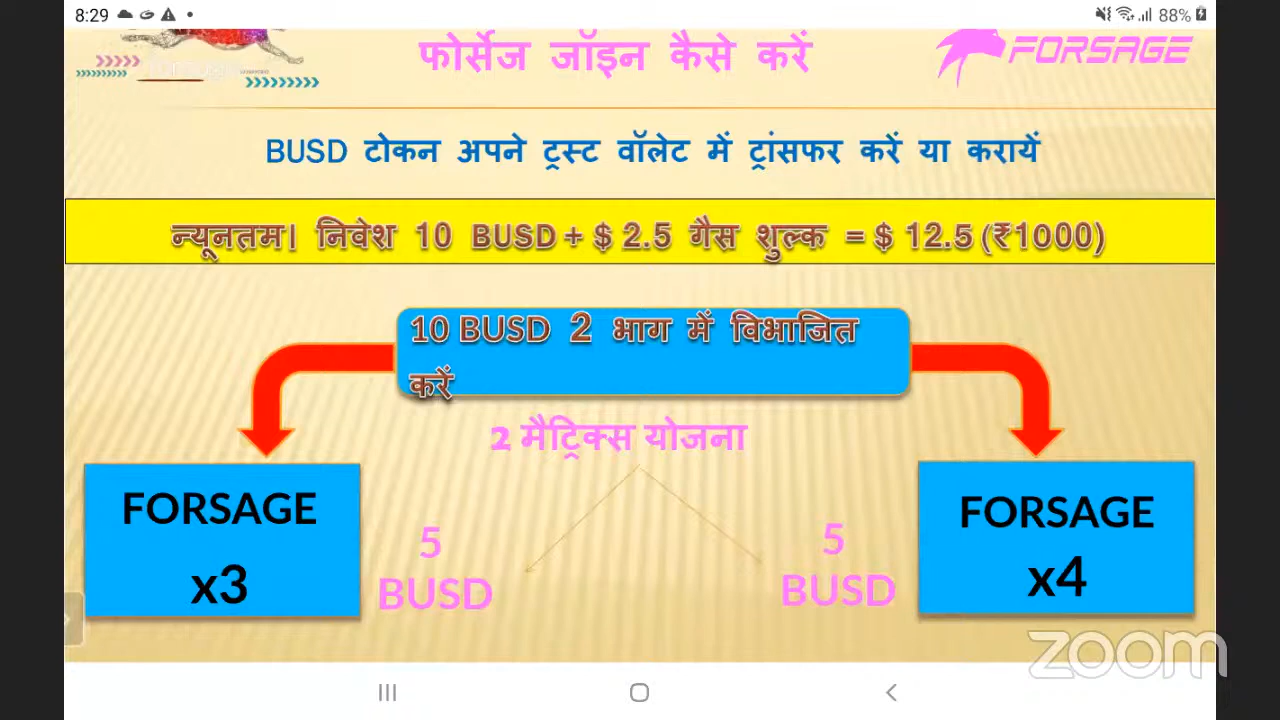 8:29
88%
फोर्सेज जॉइन कैसे करें
FORSAGE
BUSD टोकन अपने ट्रस्ट वॉलेट में ट्रांसफर करें या करायें
न्यूनतम। निवेश 10 BUSD + $ 2.5 गैस शुल्क = $ 12.5 (₹1000)
10 BUSD 2 भाग में विभाजित
करें
2 मैट्रिक्स योजना
FORSAGE
x3
5
BUSD
5
BUSD
FORSAGE
x4
zoom